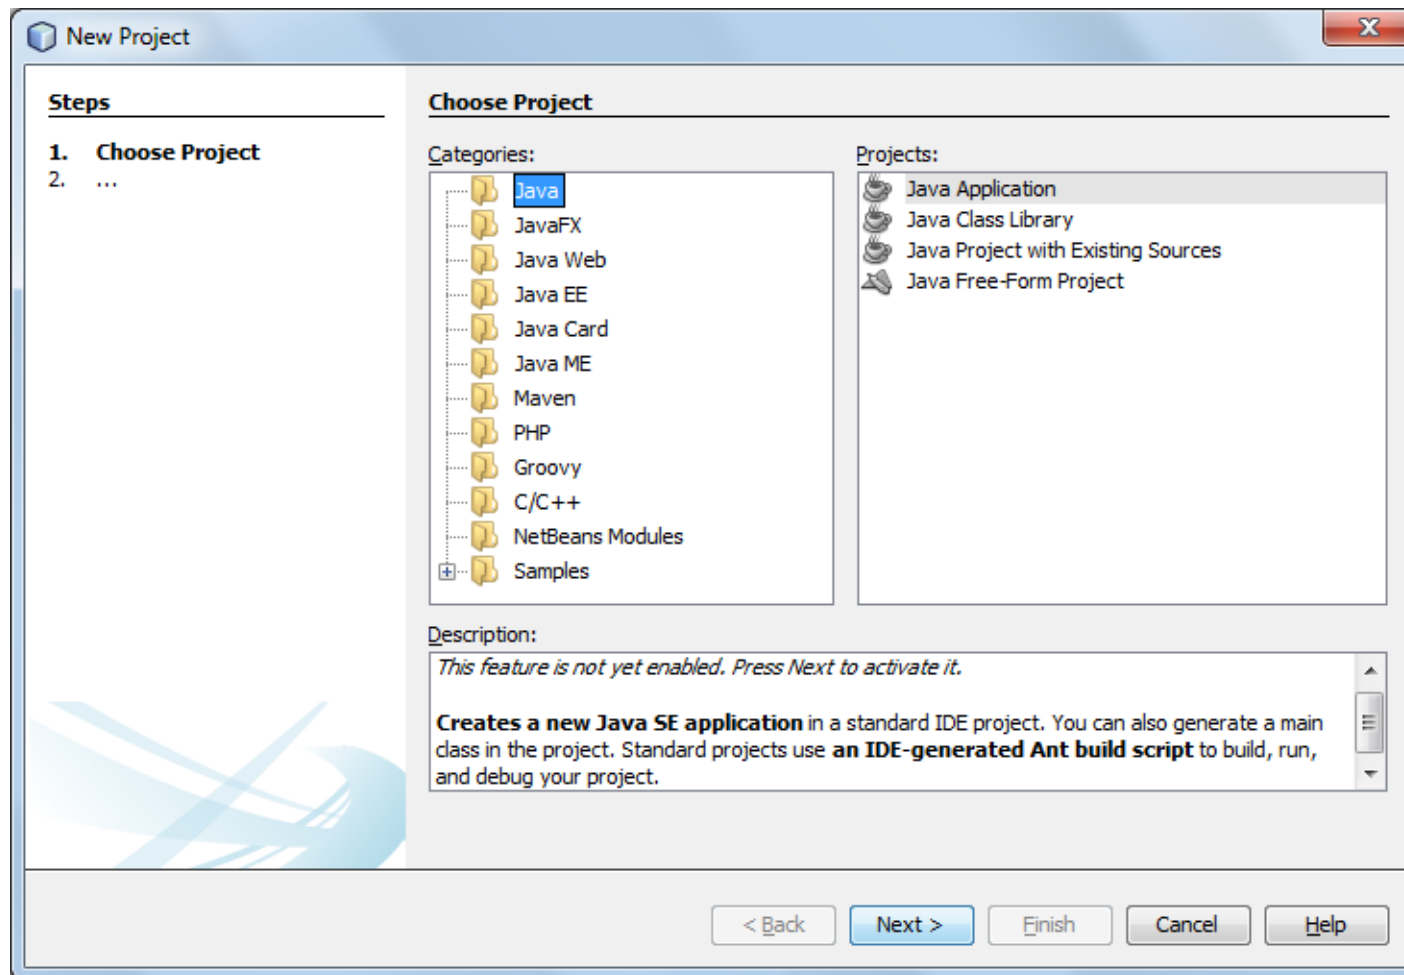 New Project
Steps
1. Choose Project
2. ...
Choose Project
Categories:
Java
JavaFX
Java Web
Java EE
Java Card
Java ME
Maven
PHP
Groovy
C/C++
NetBeans Modules
Samples
Projects:
Java Application
Java Class Library
Java Project with Existing Sources
Java Free-Form Project
Description:
This feature is not yet enabled. Press Next to activate it.
Creates a new Java SE application in a standard IDE project. You can also generate a main
class in the project. Standard projects use an IDE-generated Ant build script to build, run,
and debug your project.
< Back
Next >
Finish
Cancel
Help